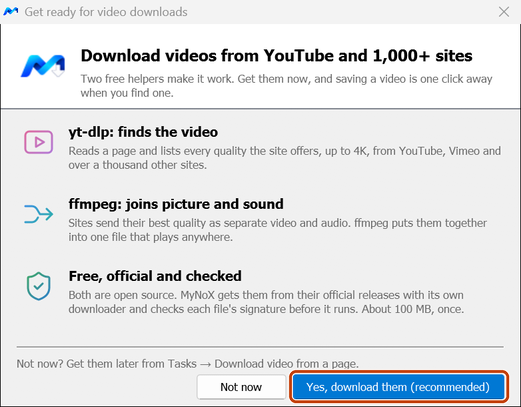 Get ready for video downloads
Download videos from YouTube and 1,000+ sites
Two free helpers make it work. Get them now, and saving a video is one click away
when you find one.
yt-dlp: finds the video
Reads a page and lists every quality the site offers, up to 4K, from YouTube, Vimeo and
over a thousand other sites.
ffmpeg: joins picture and sound
Sites send their best quality as separate video and audio. ffmpeg puts them together
into one file that plays anywhere.
Free, official and checked
Both are open source. MyNoX gets them from their official releases with its own
downloader and checks each file's signature before it runs. About 100 MB, once.
Not now? Get them later from Tasks → Download video from a page.
Not now
Yes, download them (recommended)